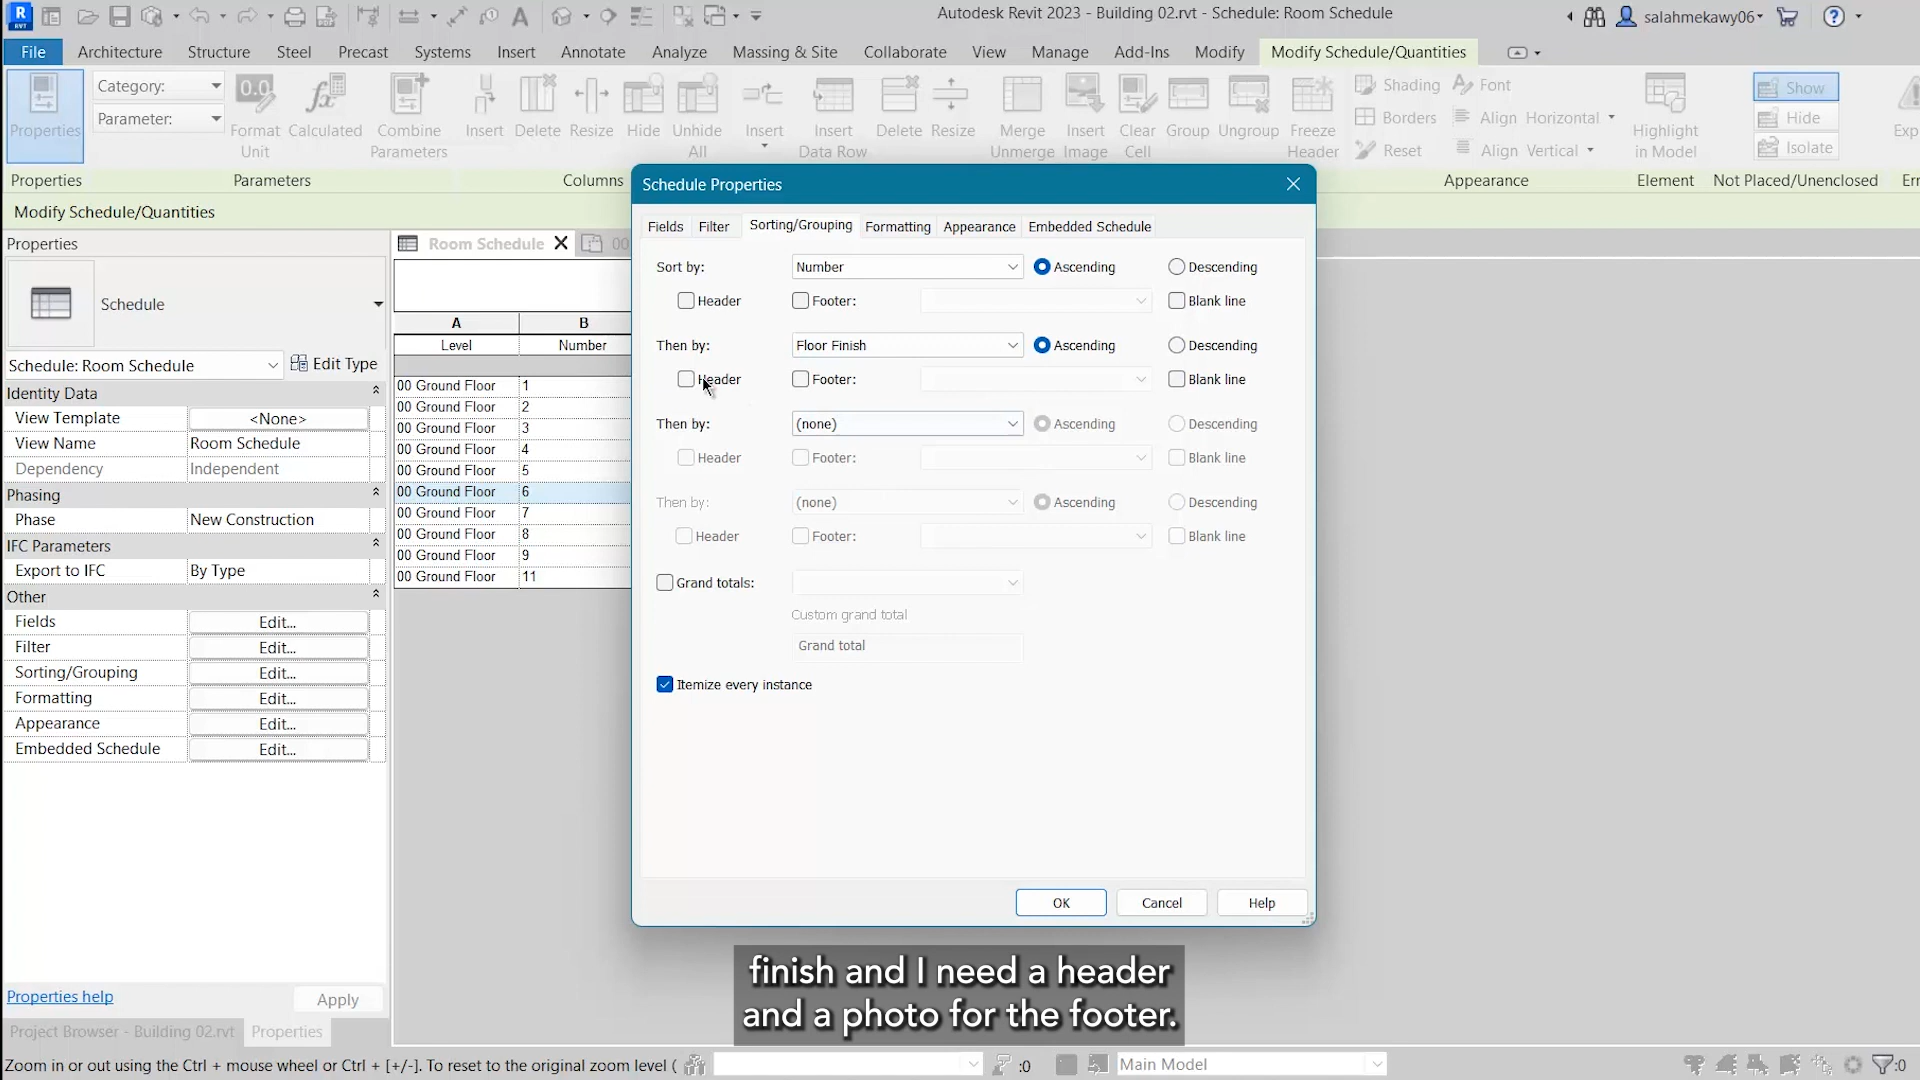 Autodesk Revit 2023 - Building 02.rvt - Schedule: Room Schedule
salahmekawy06
File Architecture Structure Steel Precast Systems Insert Annotate Analyze Massing & Site Collaborate View Manage Add-Ins Modify Modify Schedule/Quantities
Properties
Category:
Parameter:
0.0
Format Unit
Calculated
Combine Parameters
Insert
Delete
Resize
Hide
Unhide All
Insert
Insert Data Row
Delete
Resize
Merge Unmerge
Insert Image
Clear Cell
Group
Ungroup
Freeze Header
Shading
Borders
Reset
Font
Align Horizontal
Align Vertical
Highlight in Model
Show
Hide
Isolate
Properties Parameters Columns Appearance Element Not Placed/Unenclosed
Modify Schedule/Quantities
Properties
Schedule
Schedule: Room Schedule
Edit Type
Identity Data
View Template <None>
View Name Room Schedule
Dependency Independent
Phasing
Phase New Construction
IFC Parameters
Export to IFC By Type
Other
Fields Edit...
Filter Edit...
Sorting/Grouping Edit...
Formatting Edit...
Appearance Edit...
Embedded Schedule Edit...
Properties help
Apply
Project Browser - Building 02.rvt Properties
Room Schedule
00
A B
Level Number
00 Ground Floor 1
00 Ground Floor 2
00 Ground Floor 3
00 Ground Floor 4
00 Ground Floor 5
00 Ground Floor 6
00 Ground Floor 7
00 Ground Floor 8
00 Ground Floor 9
00 Ground Floor 11
Schedule Properties
Fields Filter Sorting/Grouping Formatting Appearance Embedded Schedule
Sort by: Number Ascending Descending
Header Footer: Blank line
Then by: Floor Finish Ascending Descending
Header Footer: Blank line
Then by: (none) Ascending Descending
Header Footer: Blank line
Then by: (none) Ascending Descending
Header Footer: Blank line
Grand totals:
Custom grand total
Grand total
Itemize every instance
OK Cancel Help
finish and I need a header
and a photo for the footer.
Zoom in or out using the Ctrl + mouse wheel or Ctrl + [+/-]. To reset to the original zoom level (
:0
Main Model
:0